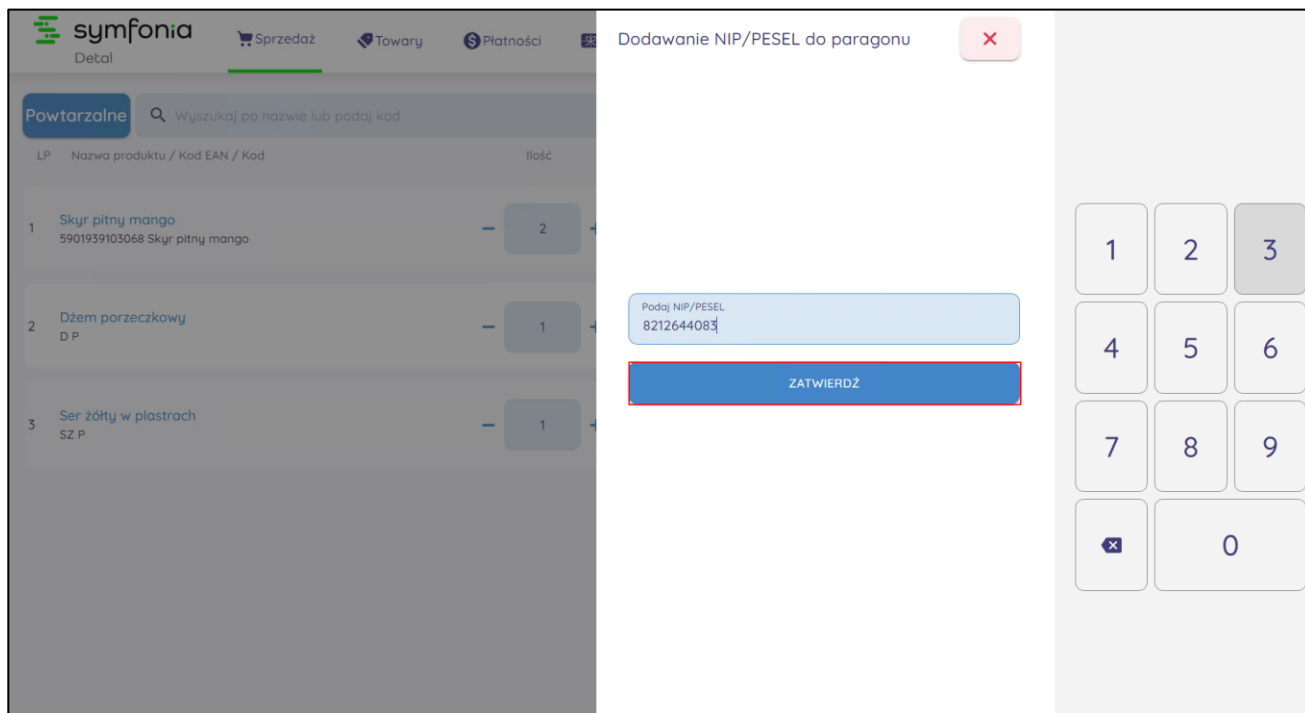 symfonia
Detal
Sprzedaż
Towary
Płatności
Powtarzalne
Wyszukaj po nazwie lub podaj kod
LP Nazwa produktu / Kod EAN / Kod Ilość
1 Skyr pitny mango
5901939103068 Skyr pitny mango
− 2 +
2 Dżem porzeczkowy
D P
− 1 +
3 Ser żółty w plastrach
SZ P
− 1 +
Dodawanie NIP/PESEL do paragonu
Podaj NIP/PESEL
8212644083
ZATWIERDŹ
1 2 3
4 5 6
7 8 9
0